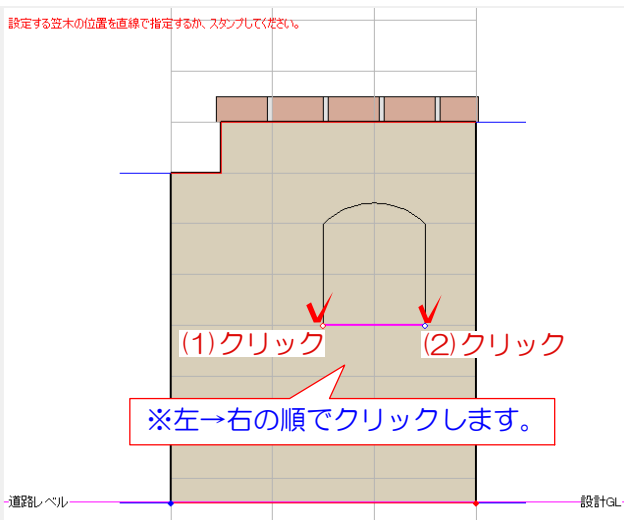 設定する笠木の位置を直線で指定するか、スタンプしてください。
(1)クリック
(2)クリック
※左→右の順でクリックします。
道路レベル
設計GL